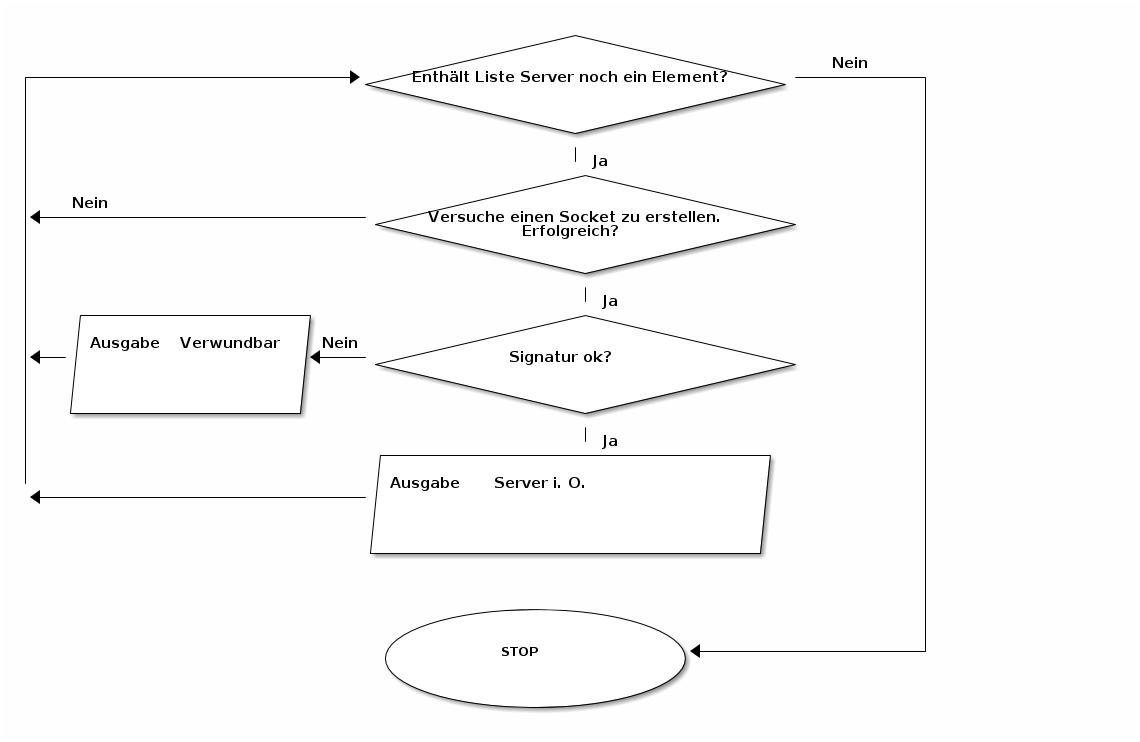 Enthält Liste Server noch ein Element?
Nein
Ja
Nein
Versuche einen Socket zu erstellen.
Erfolgreich?
Ja
Ausgabe Verwundbar
Nein
Signatur ok?
Ja
Ausgabe Server i. O.
STOP